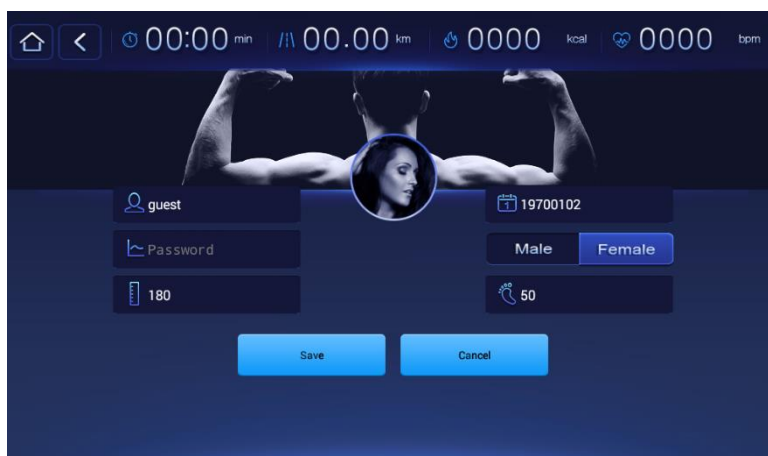 00:00 min 00.00 km 0000 kcal 0000 bpm
guest 1 19700102
Password Male Female
180 50
Save Cancel